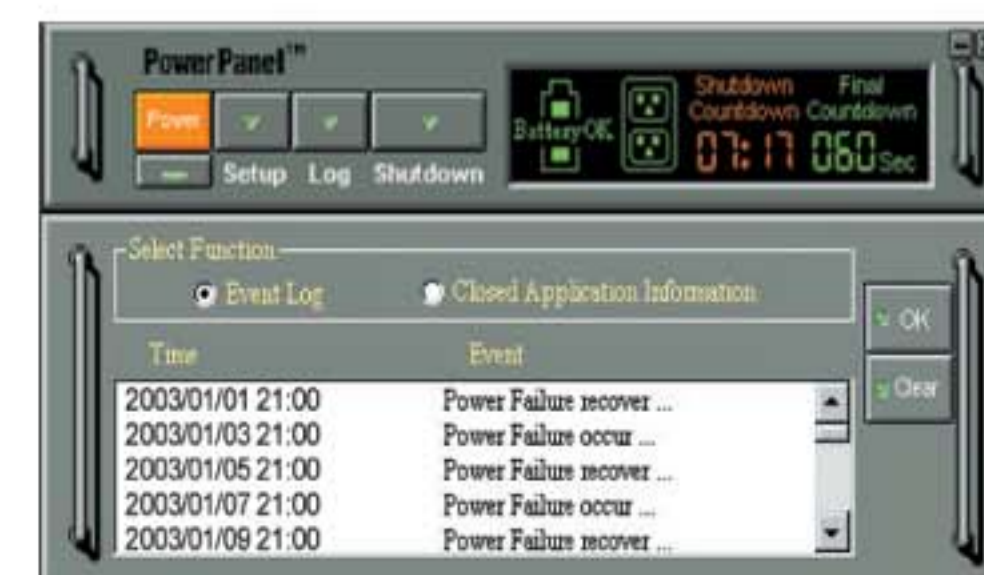 PowerPanel™
Power
Setup Log Shutdown
Battery OK
Shutdown Countdown
07:17
Final Countdown
060 Sec
Select Function
Event Log
Closed Application Information
OK
Clear
Time Event
2003/01/01 21:00 Power Failure recover ...
2003/01/03 21:00 Power Failure occur ...
2003/01/05 21:00 Power Failure recover ...
2003/01/07 21:00 Power Failure occur ...
2003/01/09 21:00 Power Failure recover ...